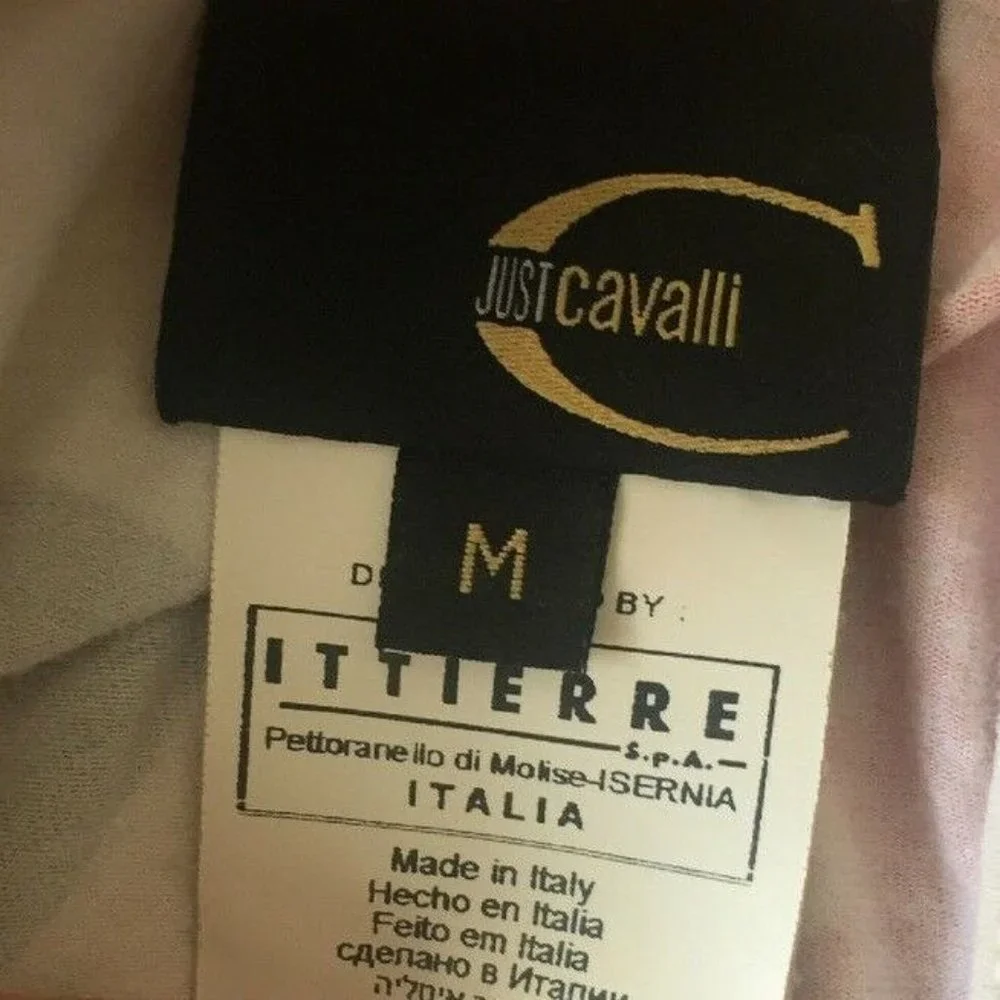 JUST cavalli
M
BY :
ITTIERRE
S.p.A.
Pettoranello di Molise-ISERNIA
ITALIA
Made in Italy
Hecho en Italia
Feito em Italia
сделано в Италии